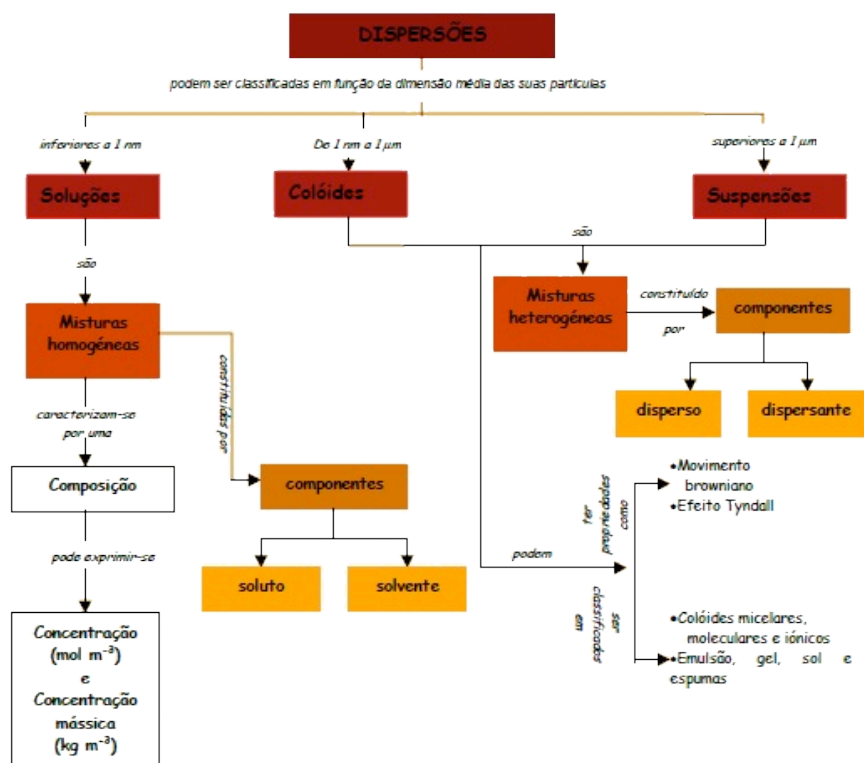 DISPERSÕES
podem ser classificadas em função da dimensão média das suas partículas
inferiores a 1 nm
De 1 nm a 1 μm
superiores a 1 μm
Soluções
Colóides
Suspensões
são
são
Misturas
homogéneas
Misturas
heterogéneas
constituído
por
componentes
constituídas por
disperso
dispersante
caracterizam-se
por uma
Composição
componentes
ter
propriedades
como
•Movimento
browniano
•Efeito Tyndall
pode exprimir-se
soluto
solvente
podem
ser
classificados
em
Concentração
(mol m⁻³)
e
Concentração
mássica
(kg m⁻³)
•Colóides micelares,
moleculares e iónicos
•Emulsão, gel, sol e
espumas